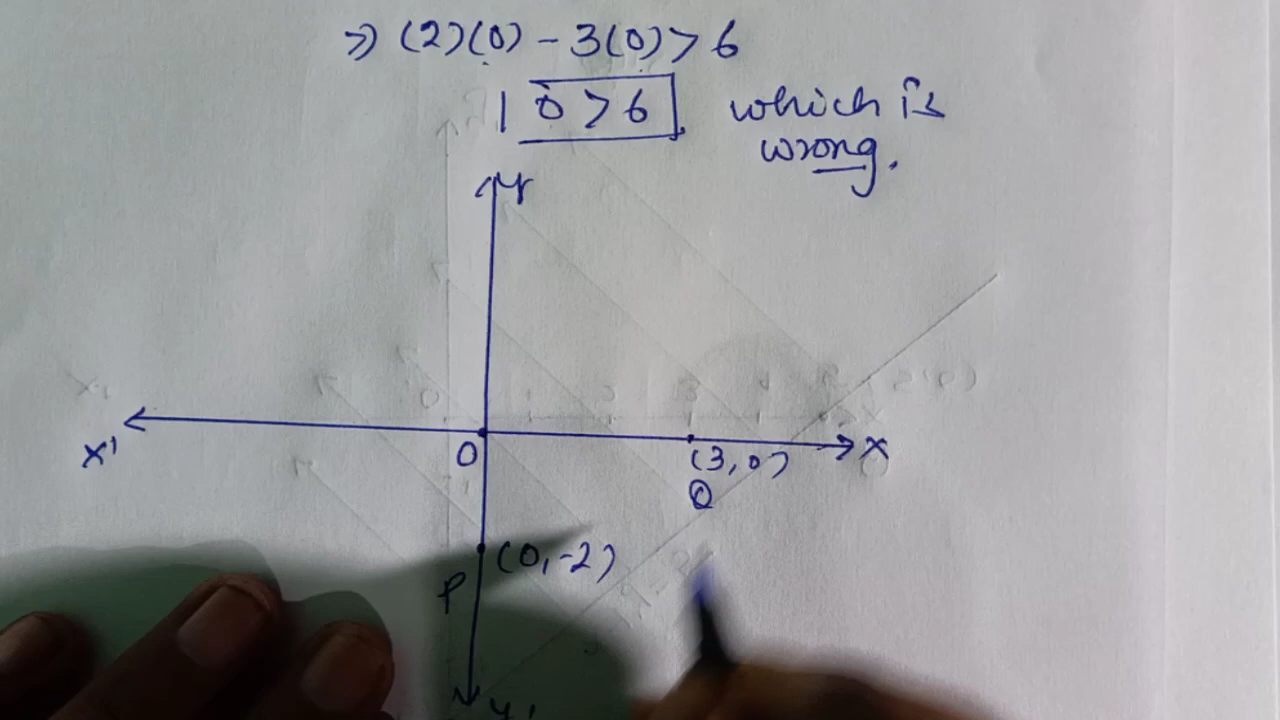 ⇒ (2)(0) - 3(0) > 6
0 > 6 which is
wrong.
Y
X' O (3, 0) X
Q
(0, -2)
P
Y'